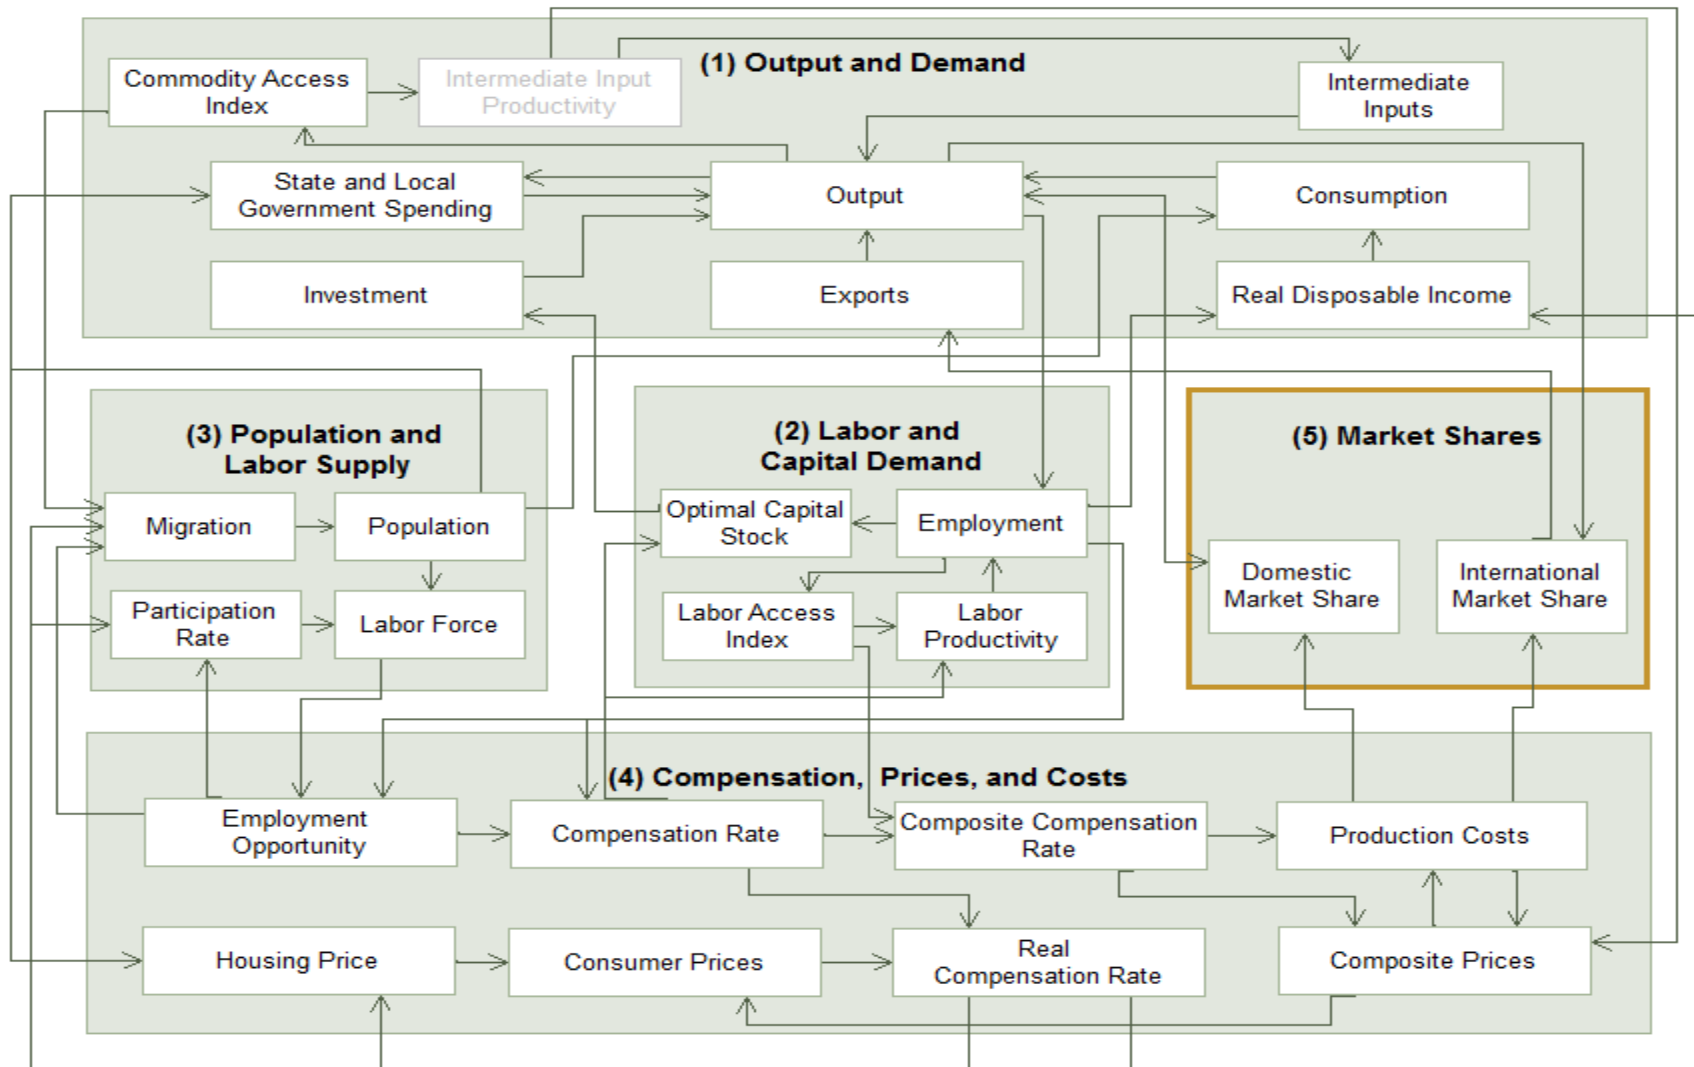 (1) Output and Demand
Commodity Access
Index
Intermediate Input
Productivity
Intermediate
Inputs
State and Local
Government Spending
Output
Consumption
Investment
Exports
Real Disposable Income
(3) Population and
Labor Supply
Migration
Population
Participation
Rate
Labor Force
(2) Labor and
Capital Demand
Optimal Capital
Stock
Employment
Labor Access
Index
Labor
Productivity
(5) Market Shares
Domestic
Market Share
International
Market Share
(4) Compensation, Prices, and Costs
Employment
Opportunity
Compensation Rate
Composite Compensation
Rate
Production Costs
Housing Price
Consumer Prices
Real
Compensation Rate
Composite Prices